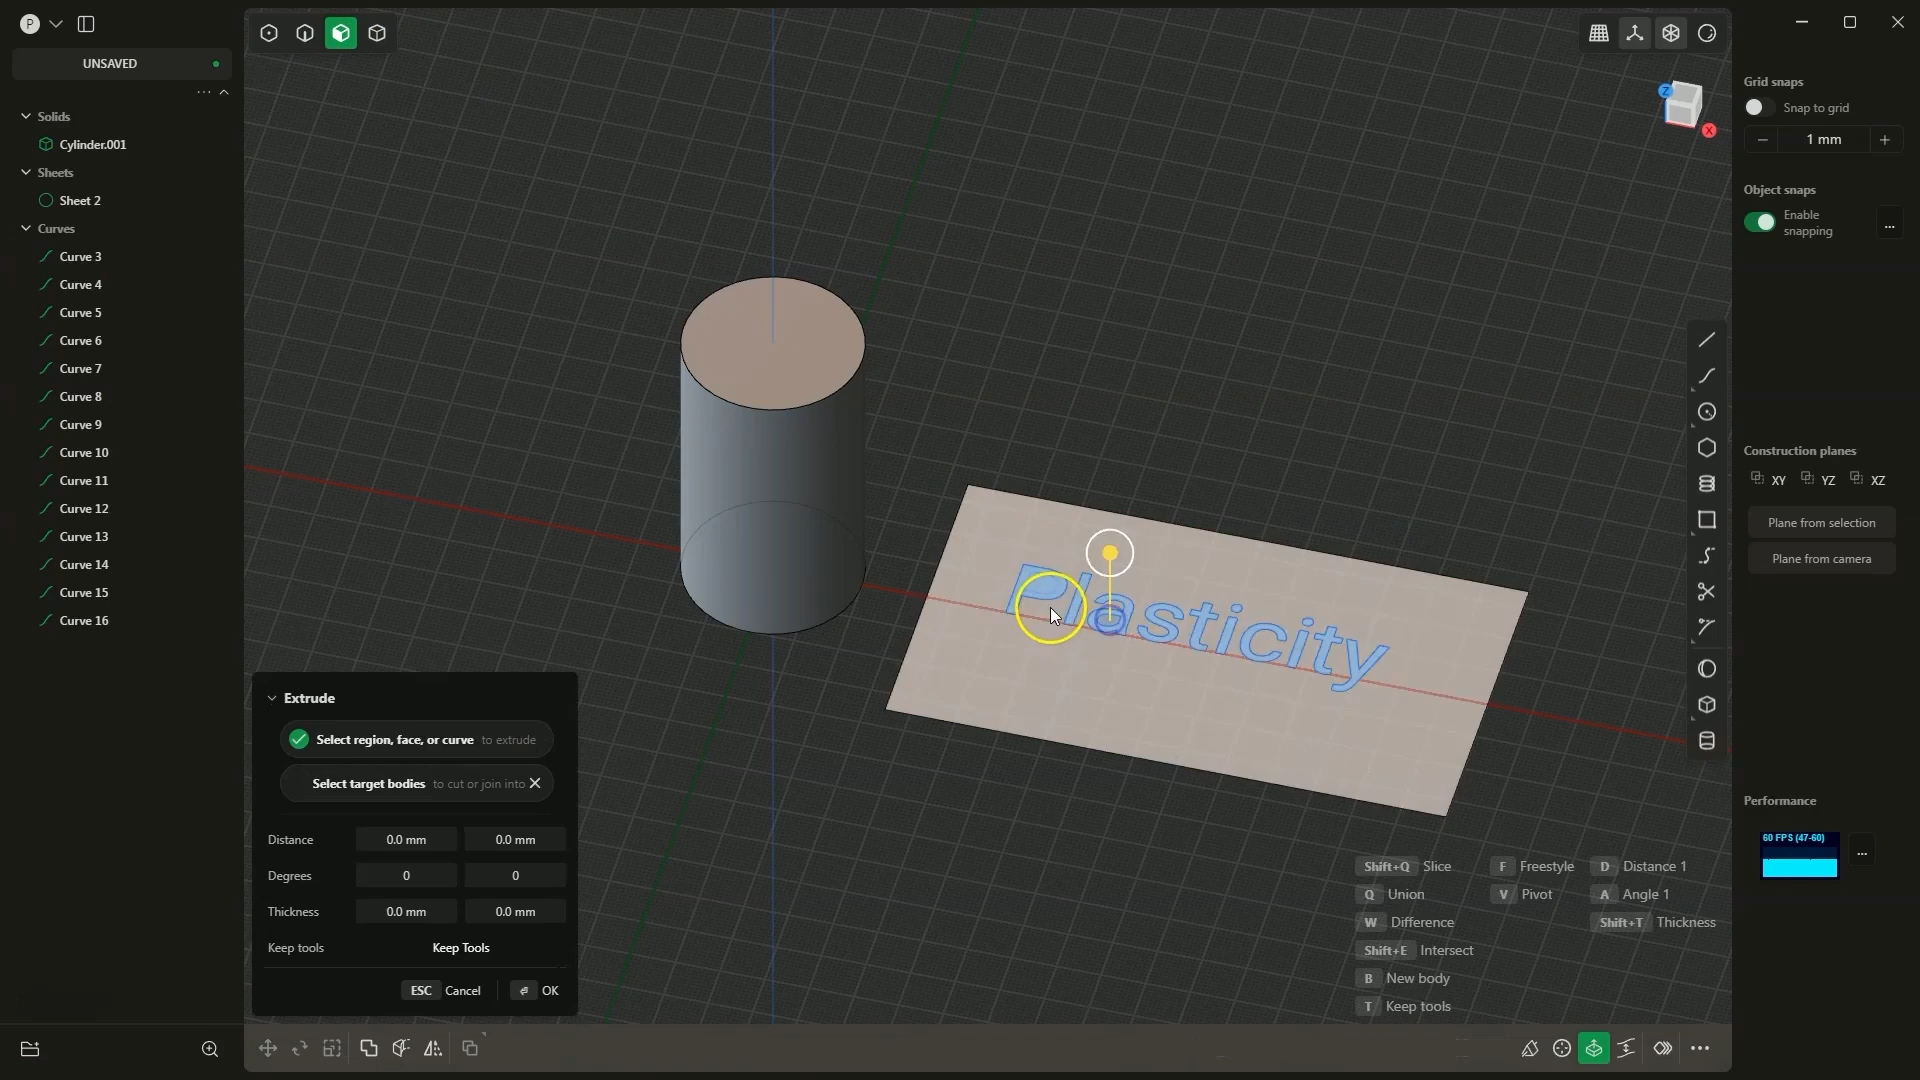 P
UNSAVED
...
Solids
Cylinder.001
Sheets
Sheet 2
Curves
Curve 3
Curve 4
Curve 5
Curve 6
Curve 7
Curve 8
Curve 9
Curve 10
Curve 11
Curve 12
Curve 13
Curve 14
Curve 15
Curve 16
Z
X
Plasticity
Extrude
Select region, face, or curve to extrude
Select target bodies to cut or join into
Distance 0.0 mm 0.0 mm
Degrees 0 0
Thickness 0.0 mm 0.0 mm
Keep tools Keep Tools
ESC Cancel OK
Shift+Q Slice F Freestyle D Distance 1
Q Union V Pivot A Angle 1
W Difference Shift+T Thickness
Shift+E Intersect
B New body
T Keep tools
Grid snaps
Snap to grid
1 mm
Object snaps
Enable
snapping
...
Construction planes
XY YZ XZ
Plane from selection
Plane from camera
Performance
60 FPS (47-60)
...